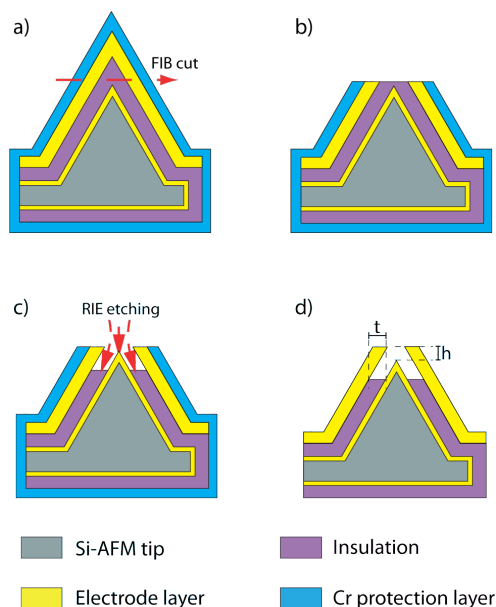 a)
FIB cut
b)
c)
RIE etching
d)
t
h
Si-AFM tip
Insulation
Electrode layer
Cr protection layer